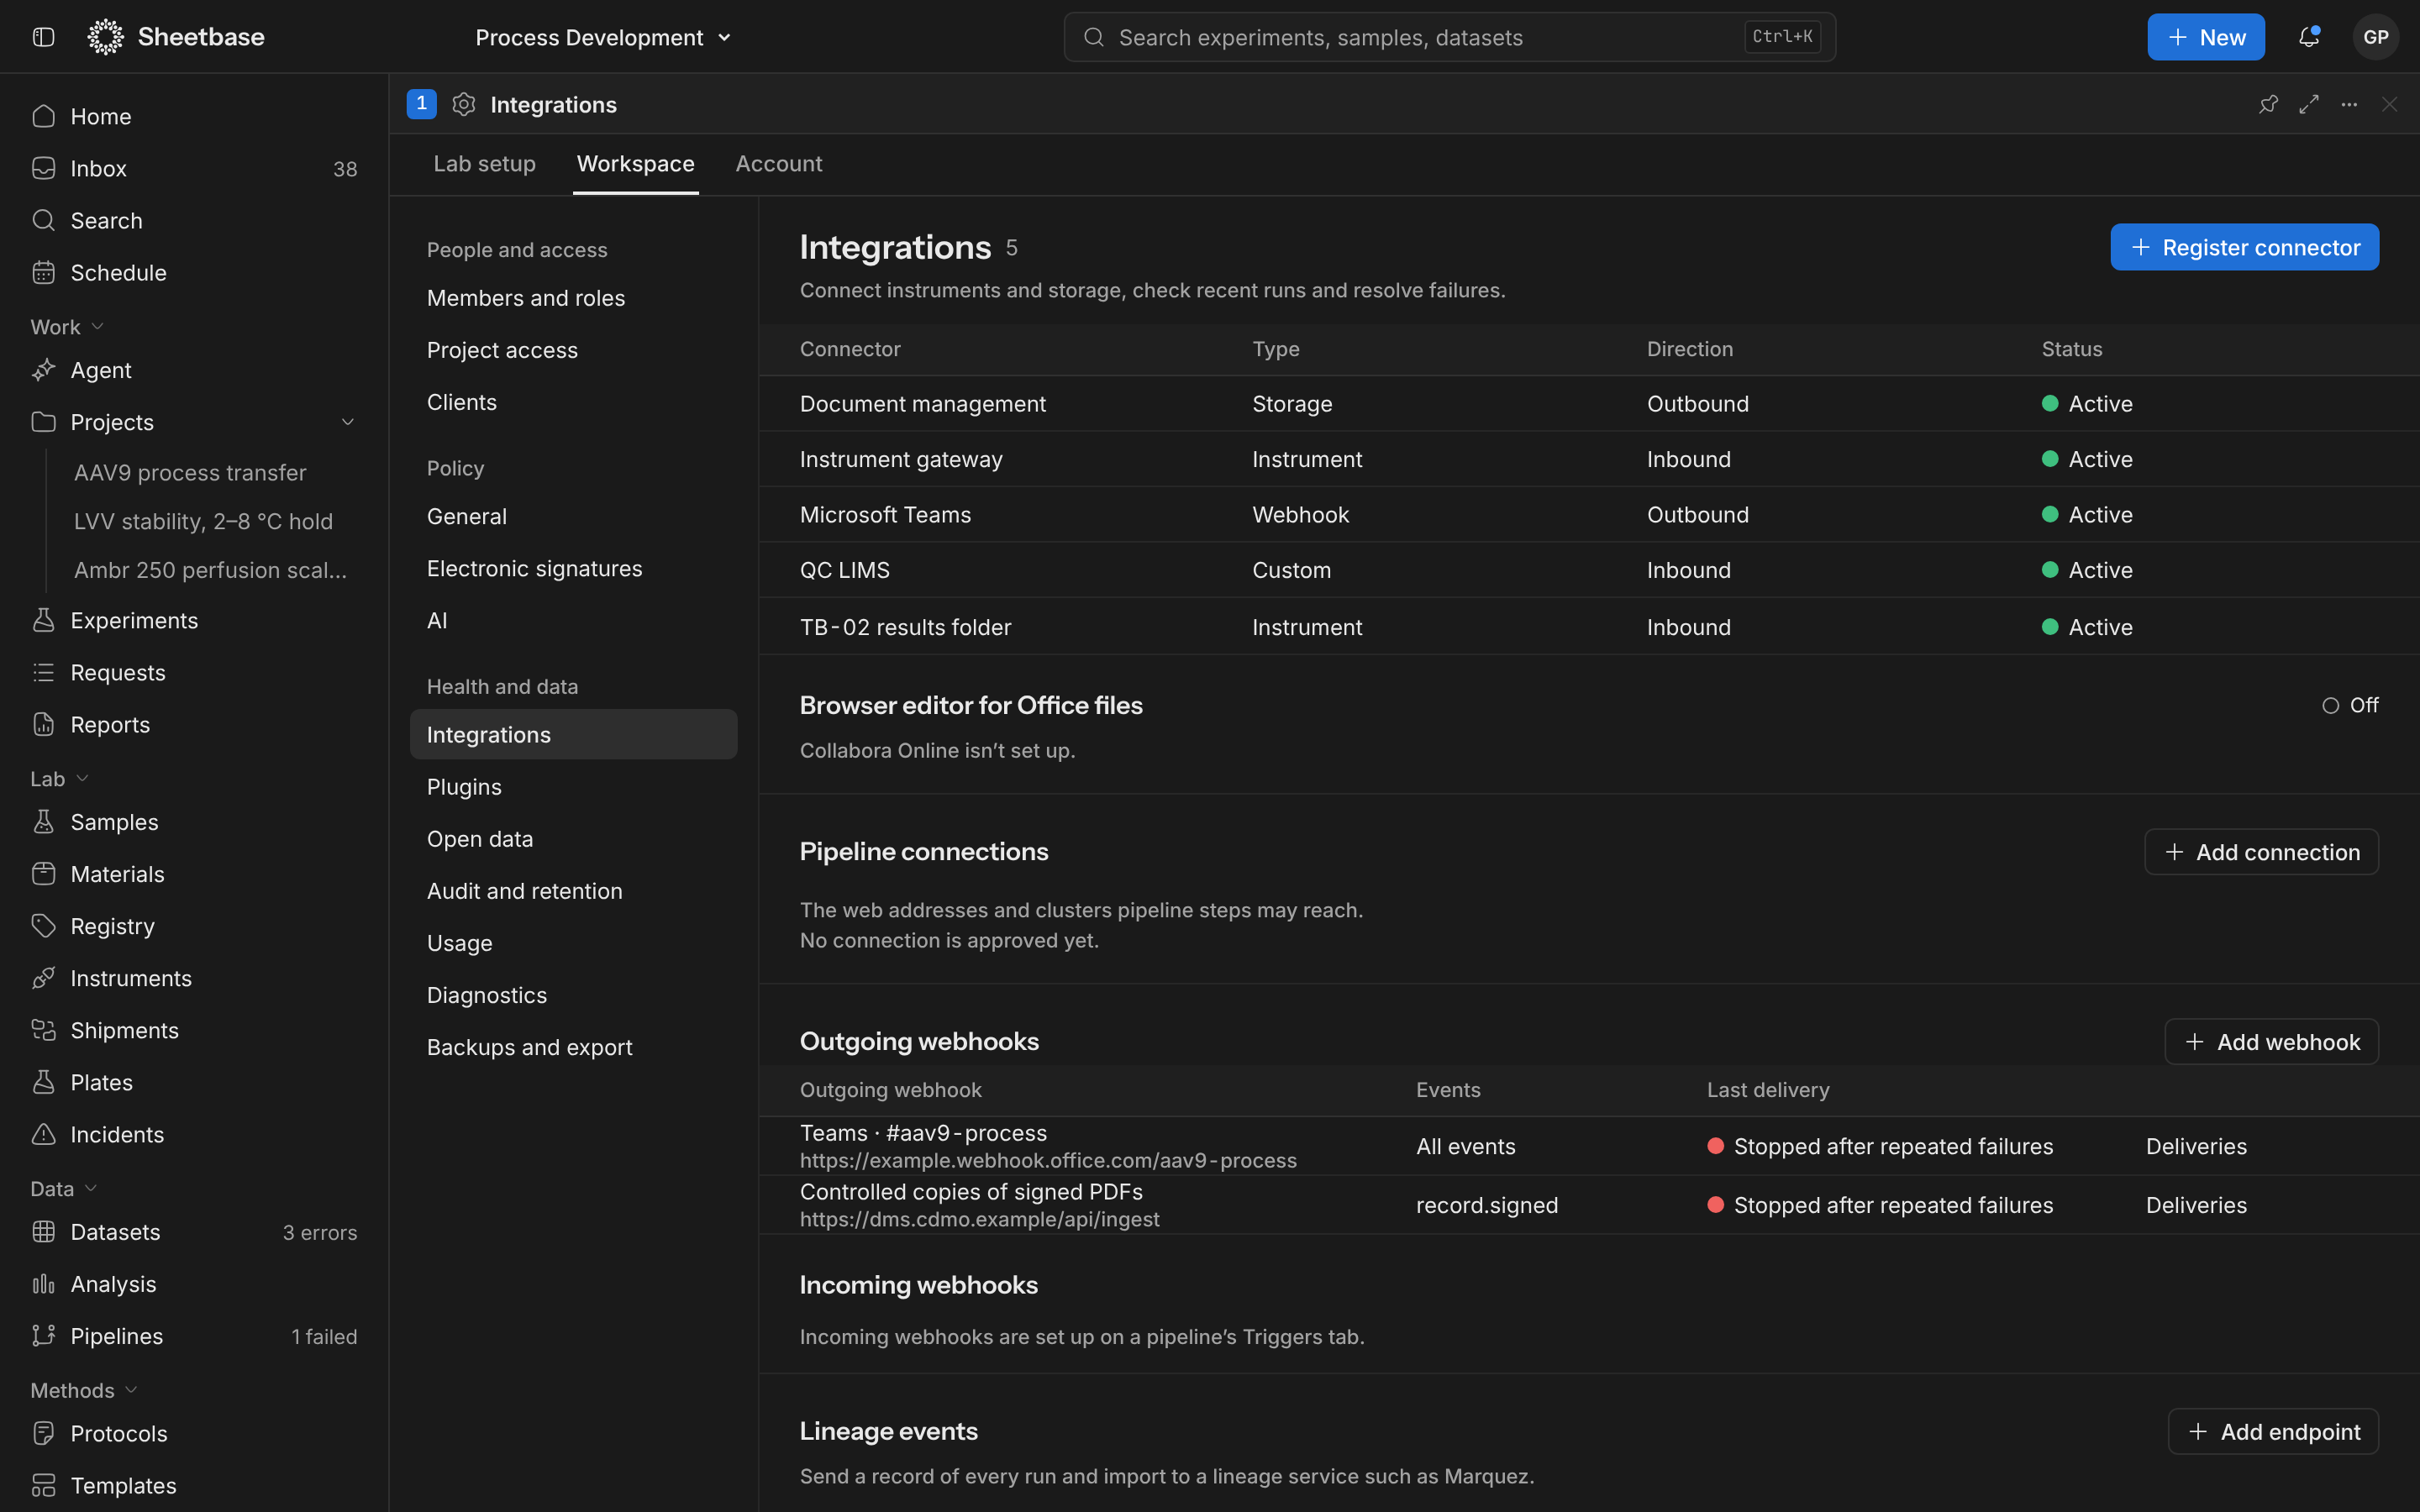 Sheetbase
Process Development
Search experiments, samples, datasets
Ctrl+K
New
GP
Home
Inbox 38
Search
Schedule
Work
Agent
Projects
AAV9 process transfer
LVV stability, 2–8 °C hold
Ambr 250 perfusion scal...
Experiments
Requests
Reports
Lab
Samples
Materials
Registry
Instruments
Shipments
Plates
Incidents
Data
Datasets 3 errors
Analysis
Pipelines 1 failed
Methods
Protocols
Templates
1 Integrations
Lab setup Workspace Account
People and access
Members and roles
Project access
Clients
Policy
General
Electronic signatures
AI
Health and data
Integrations
Plugins
Open data
Audit and retention
Usage
Diagnostics
Backups and export
Integrations 5
Register connector
Connect instruments and storage, check recent runs and resolve failures.
Connector Type Direction Status
Document management Storage Outbound Active
Instrument gateway Instrument Inbound Active
Microsoft Teams Webhook Outbound Active
QC LIMS Custom Inbound Active
TB-02 results folder Instrument Inbound Active
Browser editor for Office files Off
Collabora Online isn’t set up.
Pipeline connections Add connection
The web addresses and clusters pipeline steps may reach.
No connection is approved yet.
Outgoing webhooks Add webhook
Outgoing webhook Events Last delivery
Teams · #aav9-process
https://example.webhook.office.com/aav9-process
All events Stopped after repeated failures Deliveries
Controlled copies of signed PDFs
https://dms.cdmo.example/api/ingest
record.signed Stopped after repeated failures Deliveries
Incoming webhooks
Incoming webhooks are set up on a pipeline’s Triggers tab.
Lineage events Add endpoint
Send a record of every run and import to a lineage service such as Marquez.